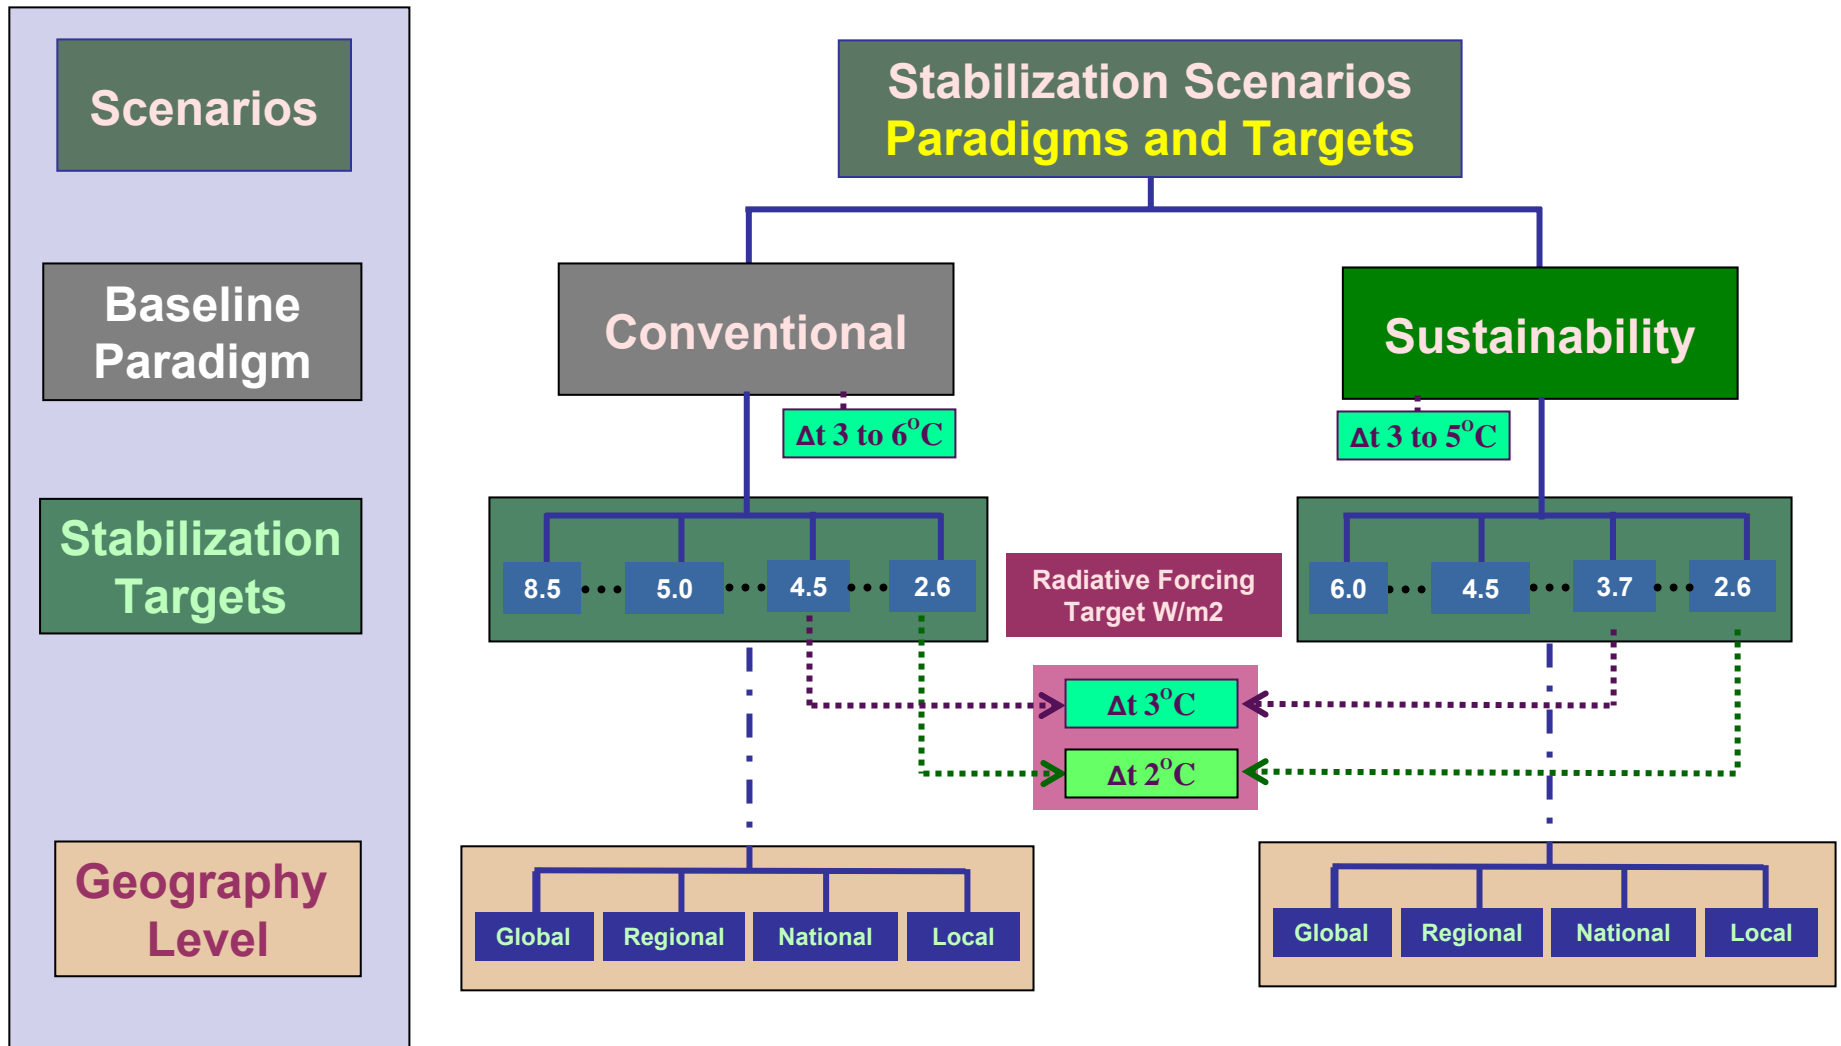 Scenarios
Baseline
Paradigm
Stabilization
Targets
Geography
Level
Stabilization Scenarios
Paradigms and Targets
Conventional
Sustainability
Δt 3 to 6°C
Δt 3 to 5°C
8.5
5.0
4.5
2.6
Radiative Forcing
Target W/m2
6.0
4.5
3.7
2.6
Δt 3°C
Δt 2°C
Global
Regional
National
Local
Global
Regional
National
Local